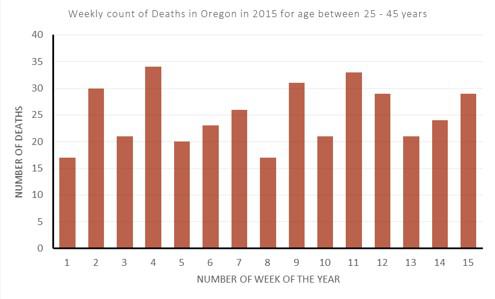 Weekly count of Deaths in Oregon in 2015 for age between 25 - 45 years
40
35
30
25
20
15
10
5
0
NUMBER OF DEATHS
1 2 3 4 5 6 7 8 9 10 11 12 13 14 15
NUMBER OF WEEK OF THE YEAR